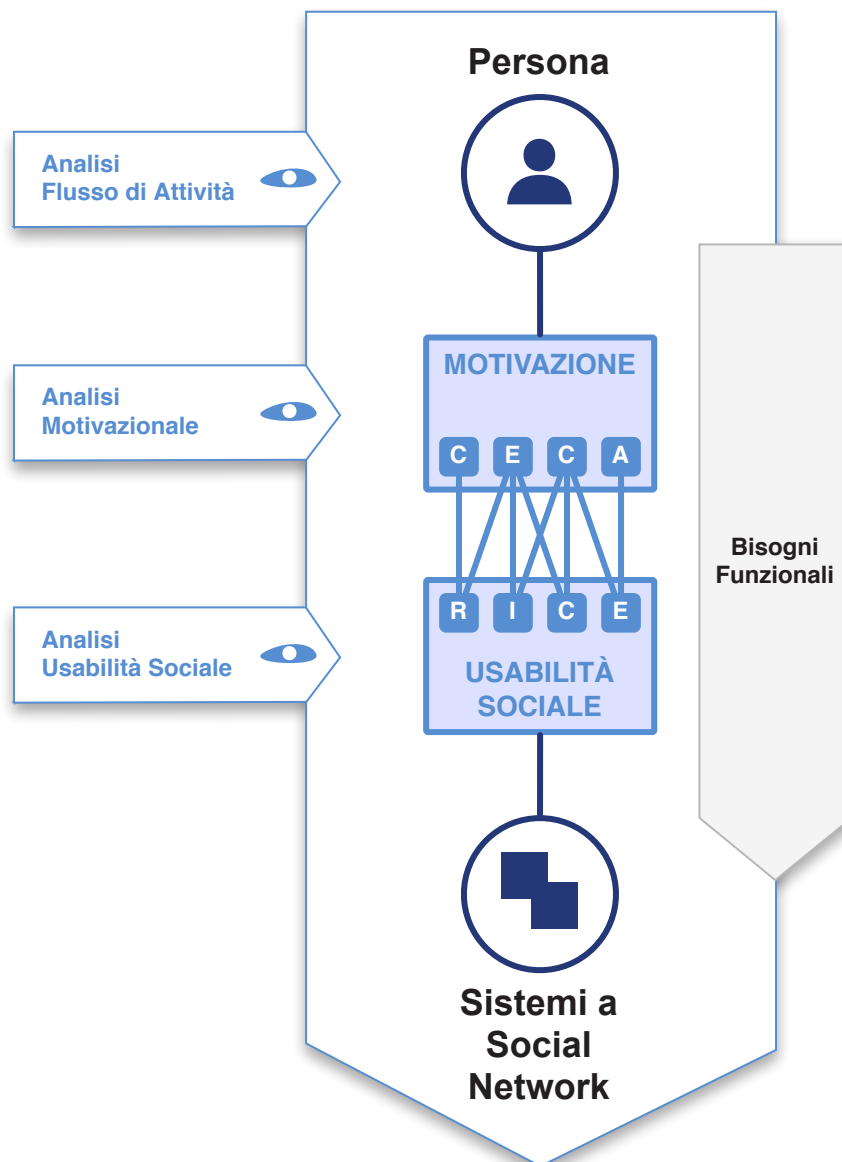 Persona
Analisi
Flusso di Attività
MOTIVAZIONE
Analisi
Motivazionale
C E C A
Bisogni
Funzionali
R I C E
Analisi
Usabilità Sociale
USABILITÀ
SOCIALE
Sistemi a
Social
Network